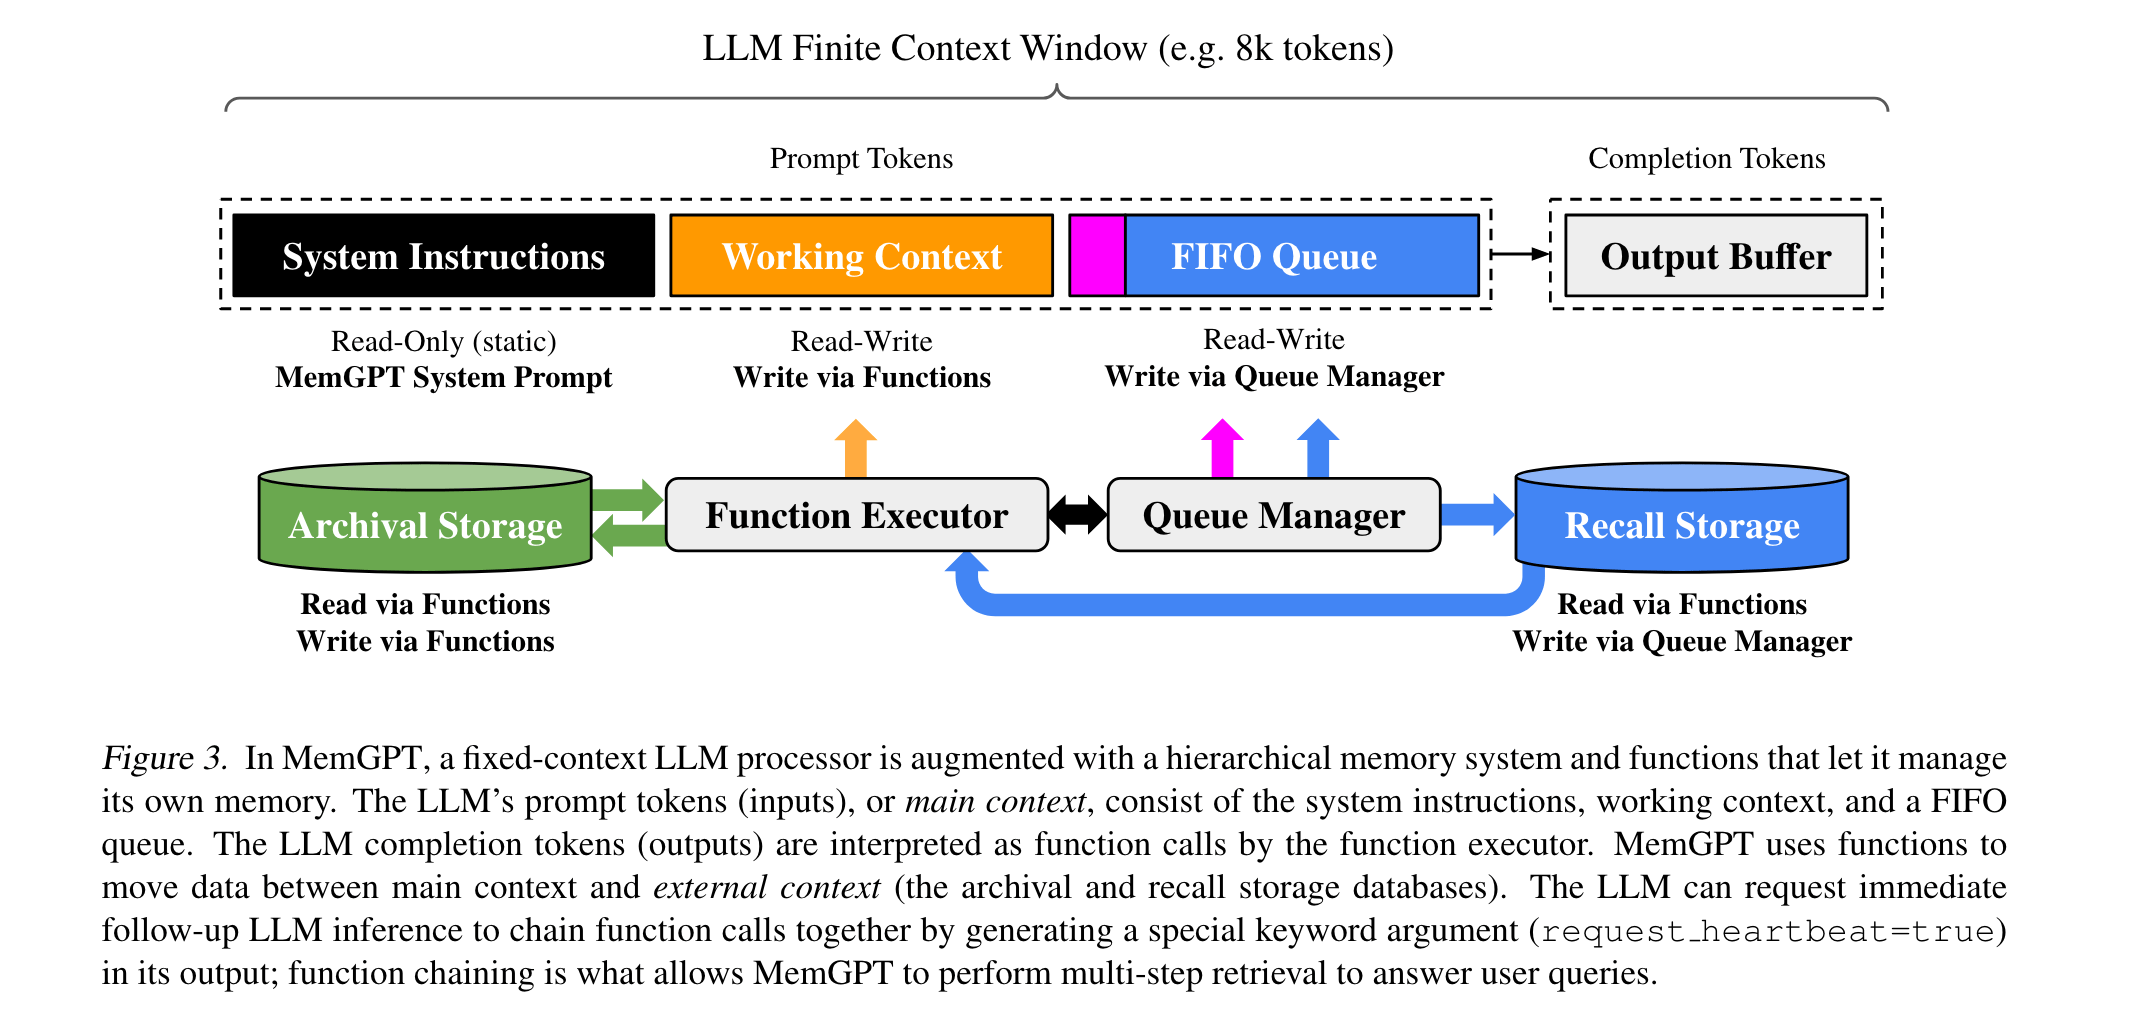 LLM Finite Context Window (e.g. 8k tokens)
Prompt Tokens
Completion Tokens
System Instructions
Working Context
FIFO Queue
Output Buffer
Read-Only (static)
MemGPT System Prompt
Read-Write
Write via Functions
Read-Write
Write via Queue Manager
Archival Storage
Function Executor
Queue Manager
Recall Storage
Read via Functions
Write via Functions
Read via Functions
Write via Queue Manager
Figure 3. In MemGPT, a fixed-context LLM processor is augmented with a hierarchical memory system and functions that let it manage
its own memory. The LLM’s prompt tokens (inputs), or main context, consist of the system instructions, working context, and a FIFO
queue. The LLM completion tokens (outputs) are interpreted as function calls by the function executor. MemGPT uses functions to
move data between main context and external context (the archival and recall storage databases). The LLM can request immediate
follow-up LLM inference to chain function calls together by generating a special keyword argument (request_heartbeat=true)
in its output; function chaining is what allows MemGPT to perform multi-step retrieval to answer user queries.